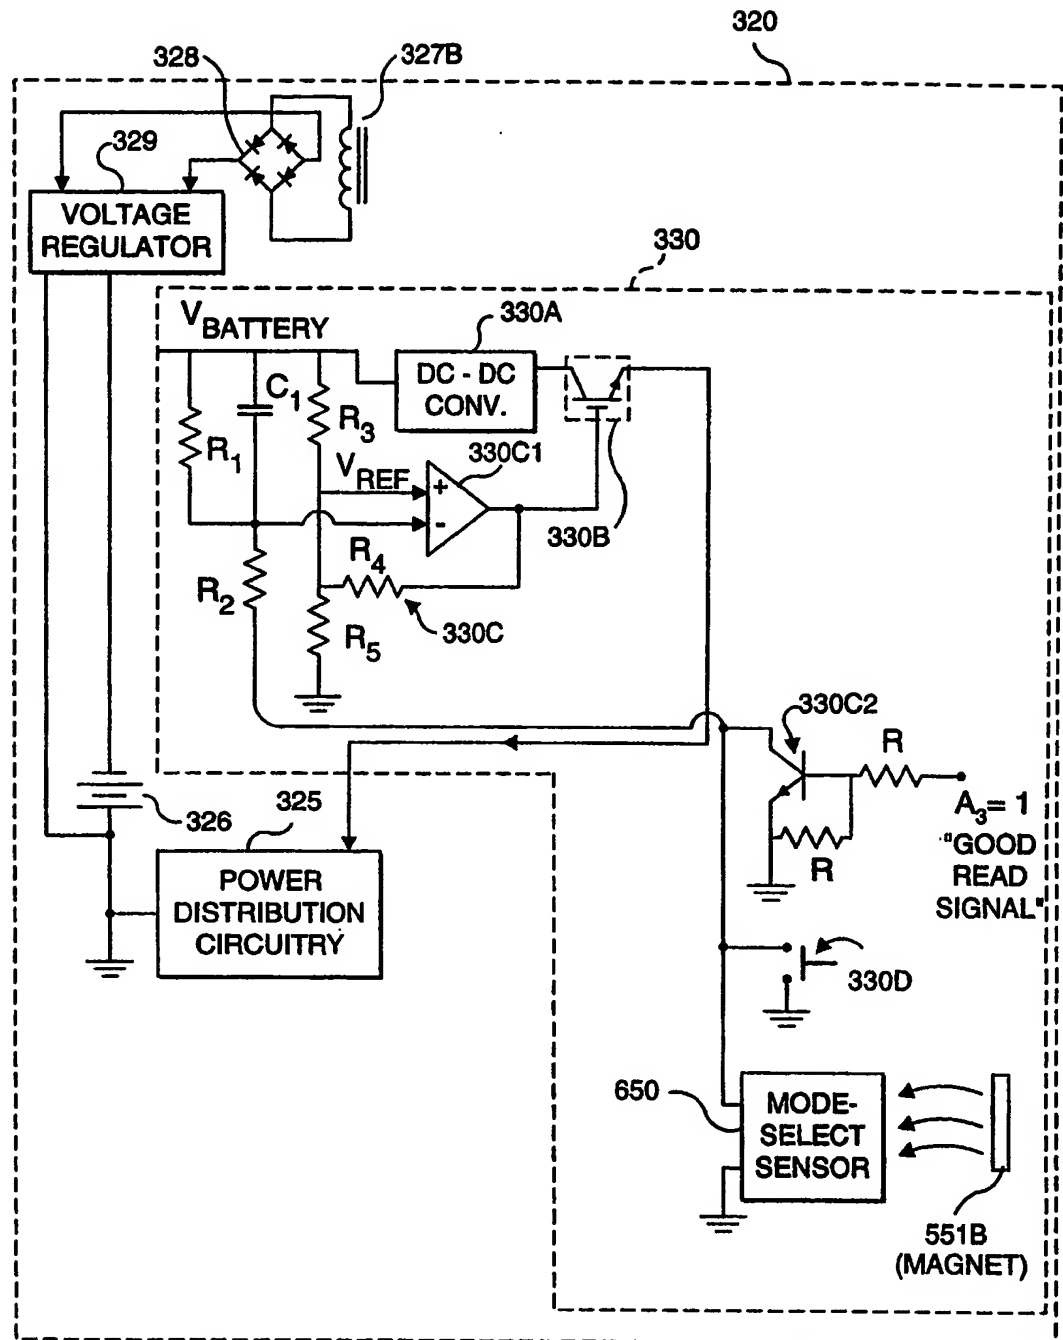 320
328
327B
329
VOLTAGE
REGULATOR
330
V BATTERY
330A
DC - DC
CONV.
C1
R3
R1
330C1
VREF
+
-
330B
R4
R2
330C
R5
330C2
R
326
325
A3= 1
"GOOD
READ
SIGNAL"
R
POWER
DISTRIBUTION
CIRCUITRY
330D
650
MODE-
SELECT
SENSOR
551B
(MAGNET)